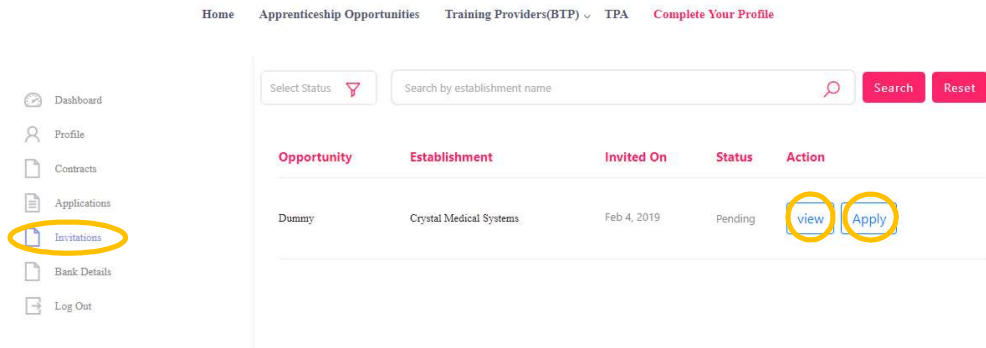 Home Apprenticeship Opportunities Training Providers(BTP) TPA Complete Your Profile
Select Status Search by establishment name Search Reset
Dashboard
Profile
Contracts
Applications
Invitations
Bank Details
Log Out
Opportunity Establishment Invited On Status Action
Dummy Crystal Medical Systems Feb 4, 2019 Pending view Apply